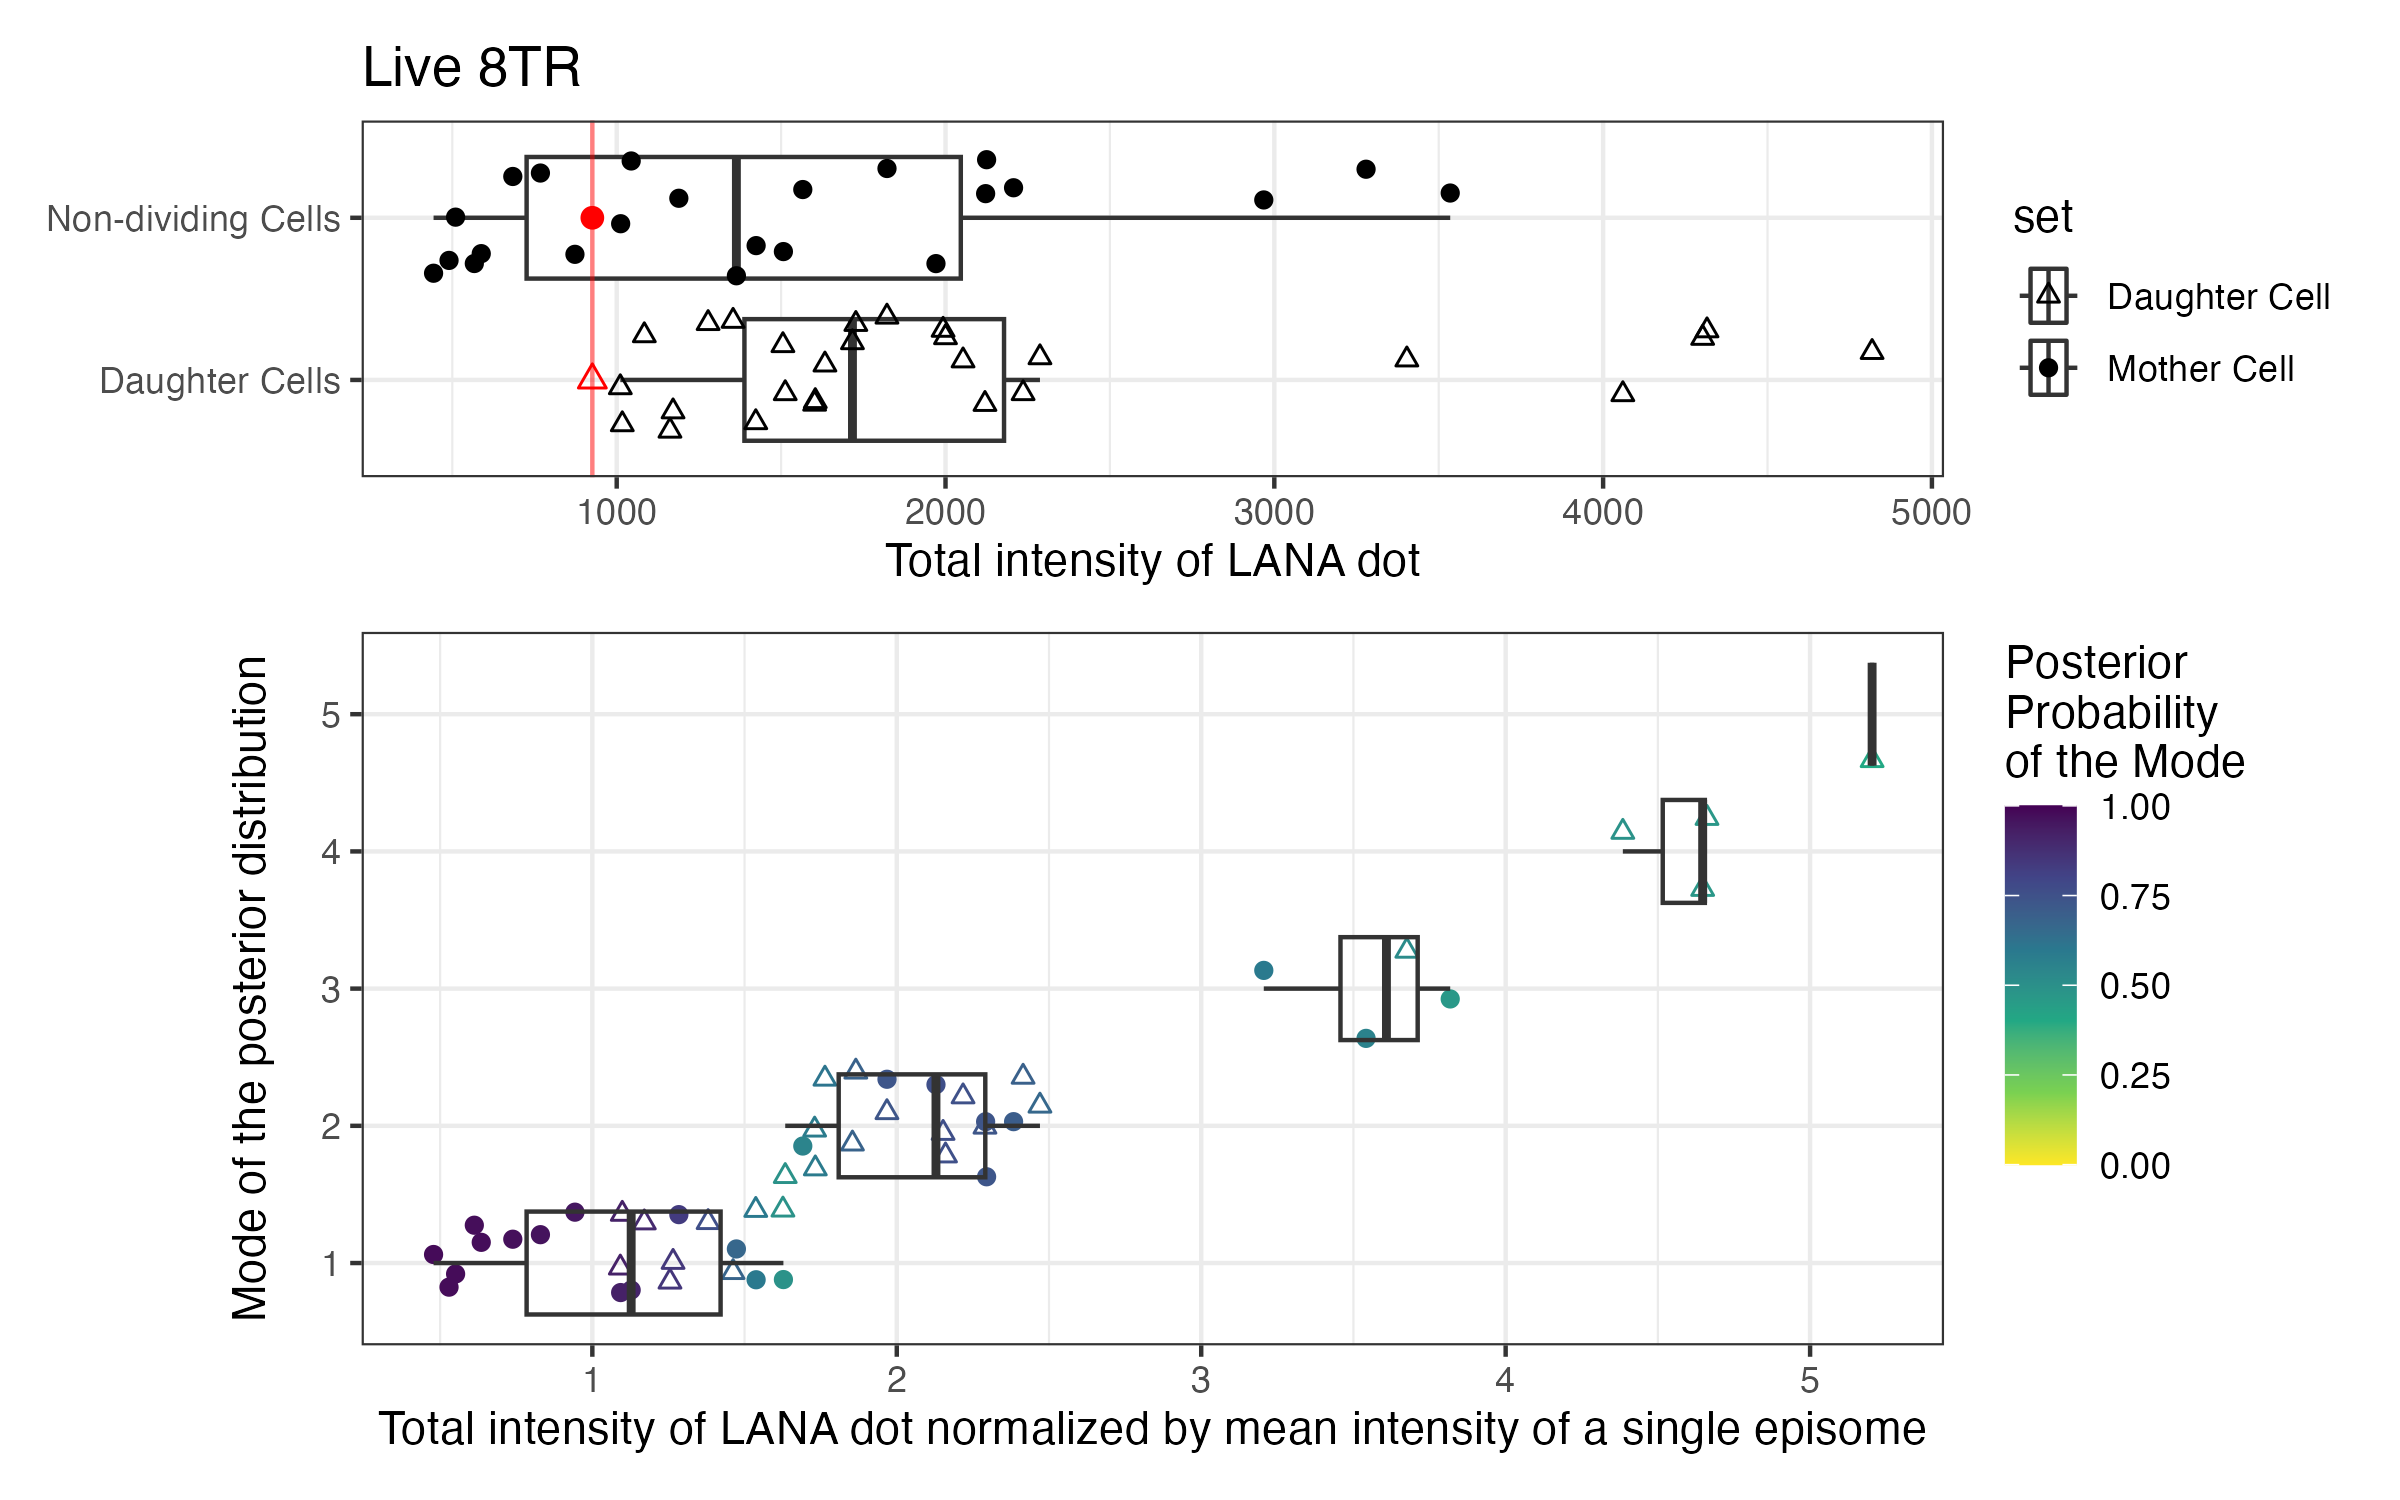 Live 8TR
Non-dividing Cells
Daughter Cells
1000 2000 3000 4000 5000
Total intensity of LANA dot
set
Daughter Cell
Mother Cell
Mode of the posterior distribution
5
4
3
2
1
1 2 3 4 5
Total intensity of LANA dot normalized by mean intensity of a single episome
Posterior
Probability
of the Mode
1.00
0.75
0.50
0.25
0.00